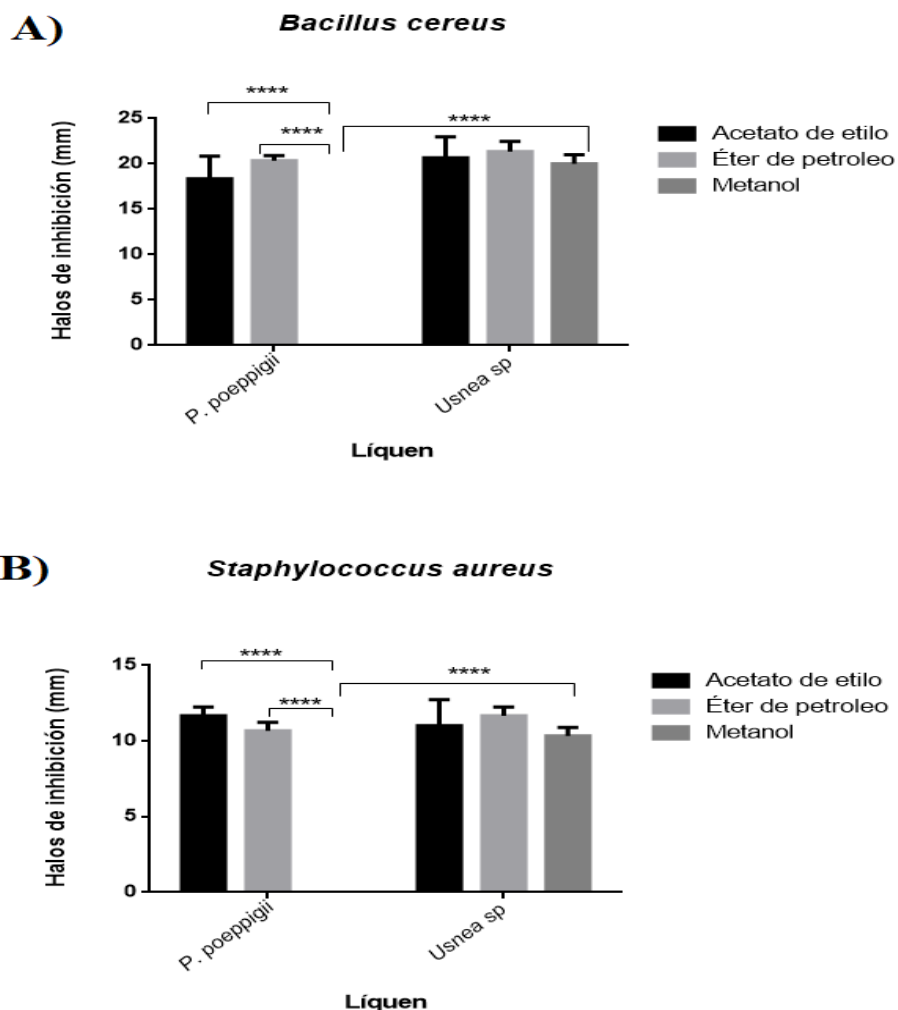 A)
Bacillus cereus
****
****
****
Halos de inhibición (mm)
25
20
15
10
5
0
Acetato de etilo
Éter de petroleo
Metanol
P. poeppigii
Usnea sp
Líquen
B)
Staphylococcus aureus
****
****
****
Halos de inhibición (mm)
15
10
5
0
Acetato de etilo
Éter de petroleo
Metanol
P. poeppigii
Usnea sp
Líquen